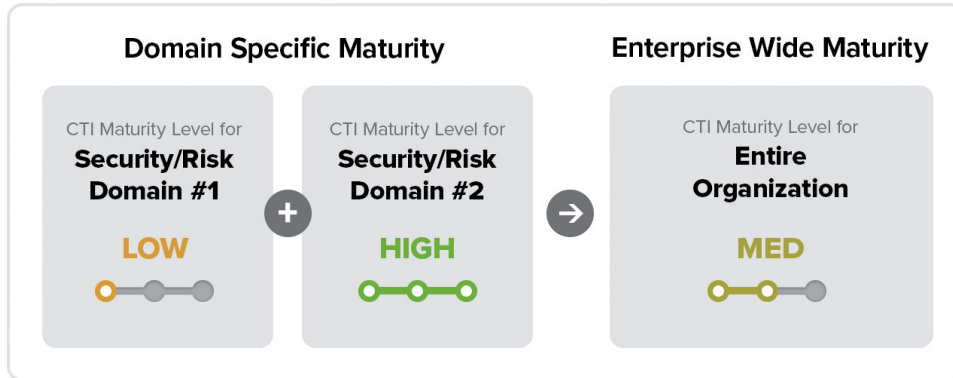 Domain Specific Maturity
Enterprise Wide Maturity
CTI Maturity Level for
Security/Risk
Domain #1
LOW
+
CTI Maturity Level for
Security/Risk
Domain #2
HIGH
→
CTI Maturity Level for
Entire
Organization
MED